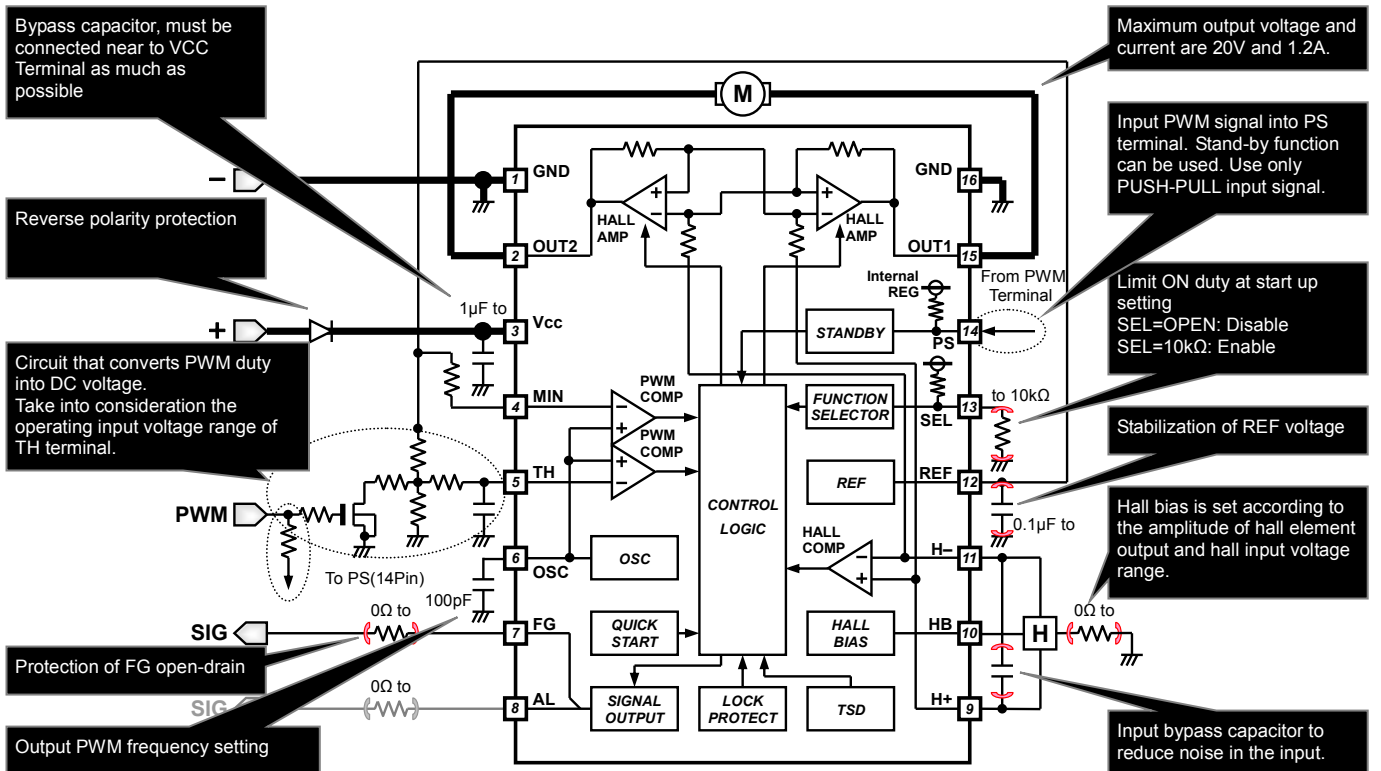 Bypass capacitor, must be
connected near to VCC
Terminal as much as
possible
Maximum output voltage and
current are 20V and 1.2A.
M
Input PWM signal into PS
terminal. Stand-by function
can be used. Use only
PUSH-PULL input signal.
Reverse polarity protection
Limit ON duty at start up
setting
SEL=OPEN: Disable
SEL=10kΩ: Enable
Circuit that converts PWM duty
into DC voltage.
Take into consideration the
operating input voltage range of
TH terminal.
Stabilization of REF voltage
Hall bias is set according to
the amplitude of hall element
output and hall input voltage
range.
Protection of FG open-drain
Output PWM frequency setting
Input bypass capacitor to
reduce noise in the input.
−
1
GND
2
OUT2
1µF to
+
3
Vcc
4
MIN
5
TH
PWM
To PS(14Pin)
6
OSC
100pF
0Ω to
SIG
7
FG
0Ω to
SIG
8
AL
GND
16
OUT1
15
From PWM
Terminal
14
PS
to 10kΩ
13
SEL
REF
12
0.1µF to
H−
11
HB
10
H
0Ω to
H+
9
+
−
HALL
AMP
+
−
HALL
AMP
Internal
REG
STANDBY
PWM
COMP
−
+
PWM
COMP
+
−
FUNCTION
SELECTOR
REF
CONTROL
LOGIC
HALL
COMP
−
+
OSC
QUICK
START
HALL
BIAS
SIGNAL
OUTPUT
LOCK
PROTECT
TSD